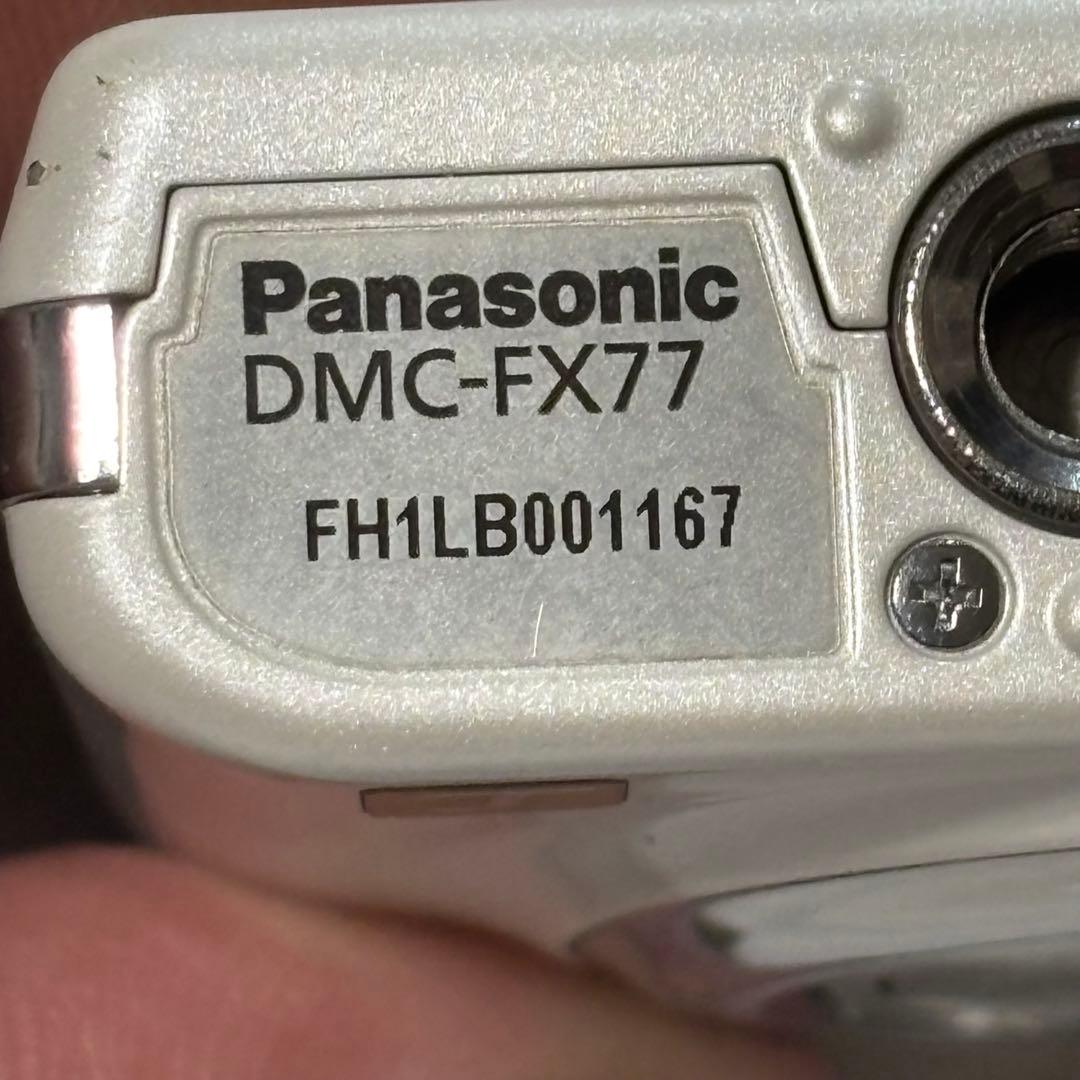 Panasonic
DMC-FX77
FH1LB001167